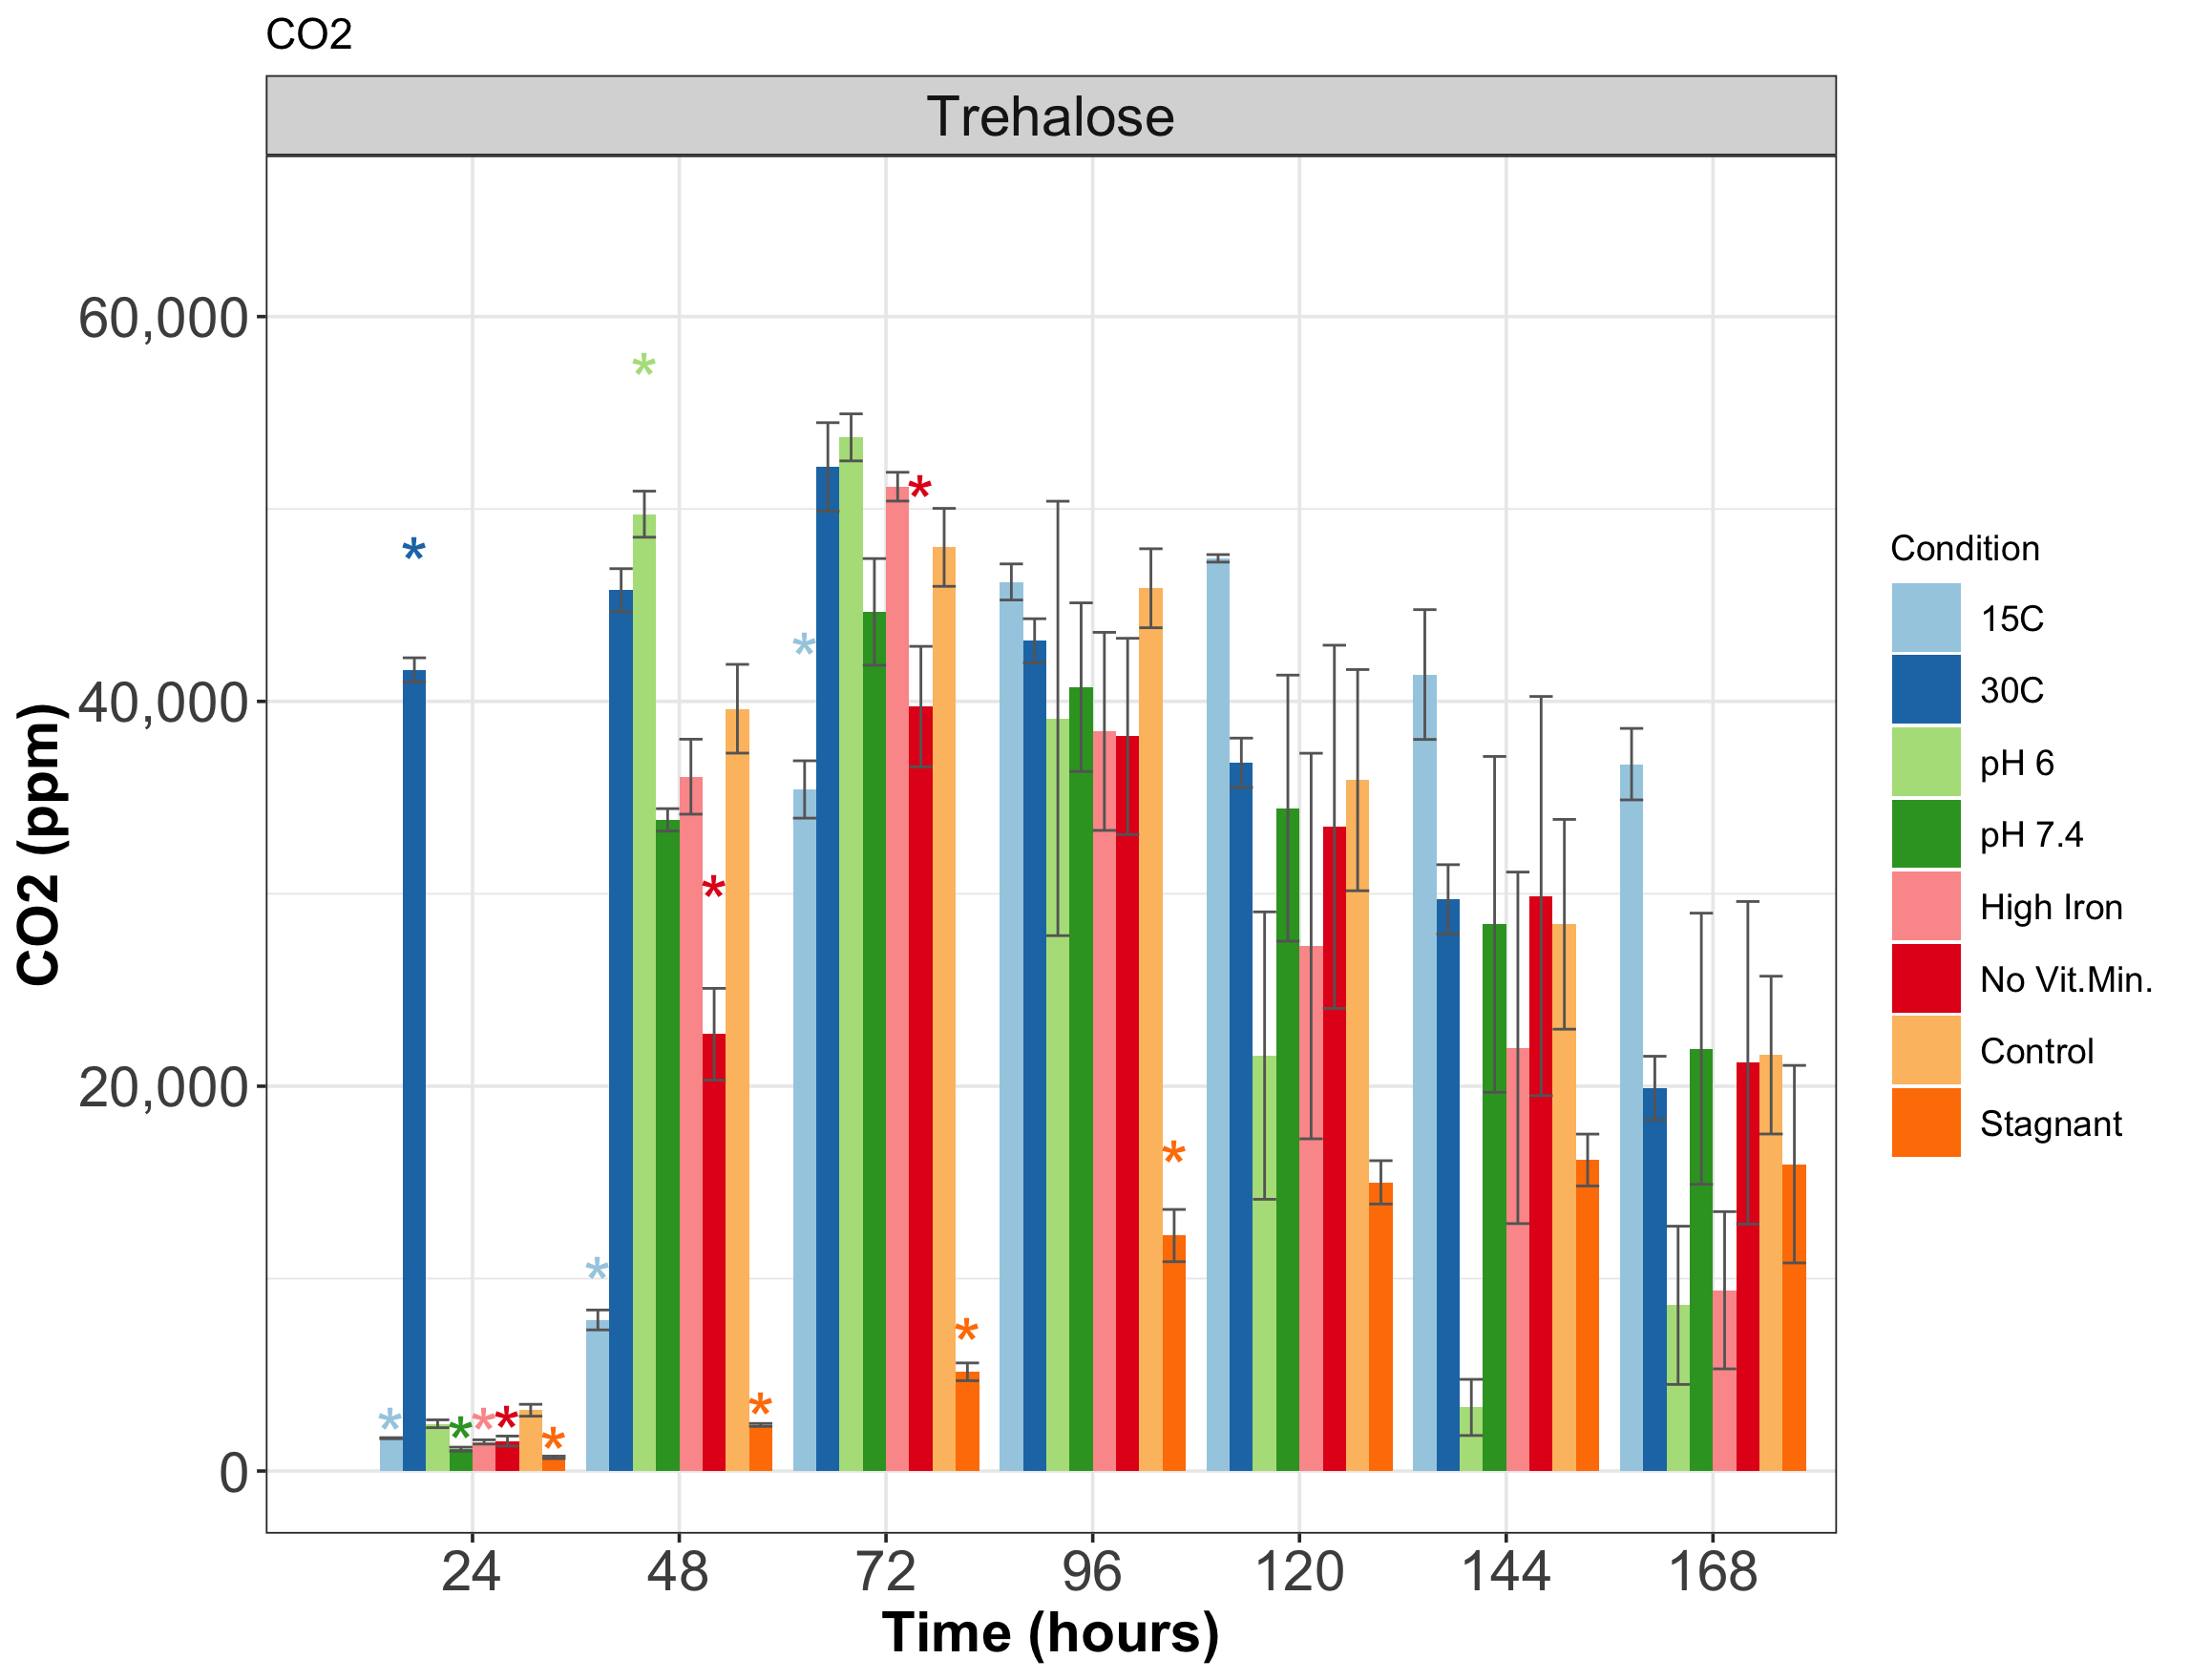 CO2
Trehalose
60,000
40,000
20,000
0
CO2 (ppm)
24 48 72 96 120 144 168
Time (hours)
Condition
15C
30C
pH 6
pH 7.4
High Iron
No Vit.Min.
Control
Stagnant